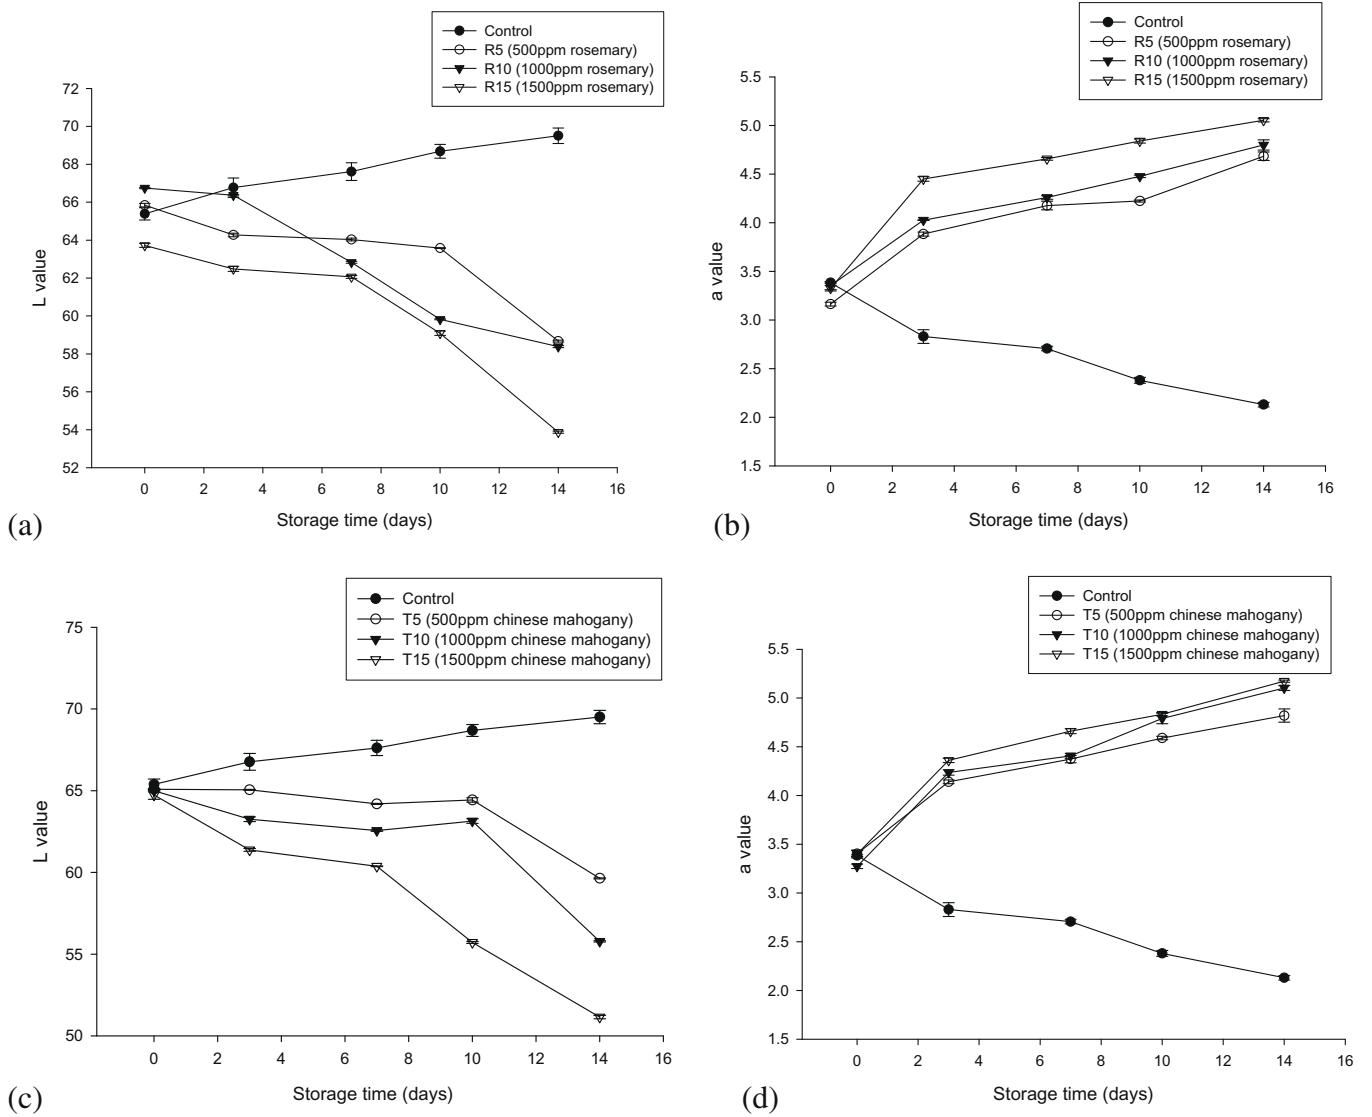 Control
R5 (500ppm rosemary)
R10 (1000ppm rosemary)
R15 (1500ppm rosemary)
72
70
68
66
64
62
60
58
56
54
52
L value
0 2 4 6 8 10 12 14 16
Storage time (days)
(a)
Control
R5 (500ppm rosemary)
R10 (1000ppm rosemary)
R15 (1500ppm rosemary)
5.5
5.0
4.5
4.0
3.5
3.0
2.5
2.0
1.5
a value
0 2 4 6 8 10 12 14 16
Storage time (days)
(b)
Control
T5 (500ppm chinese mahogany)
T10 (1000ppm chinese mahogany)
T15 (1500ppm chinese mahogany)
75
70
65
60
55
50
L value
0 2 4 6 8 10 12 14 16
Storage time (days)
(c)
Control
T5 (500ppm chinese mahogany)
T10 (1000ppm chinese mahogany)
T15 (1500ppm chinese mahogany)
5.5
5.0
4.5
4.0
3.5
3.0
2.5
2.0
1.5
a value
0 2 4 6 8 10 12 14 16
Storage time (days)
(d)